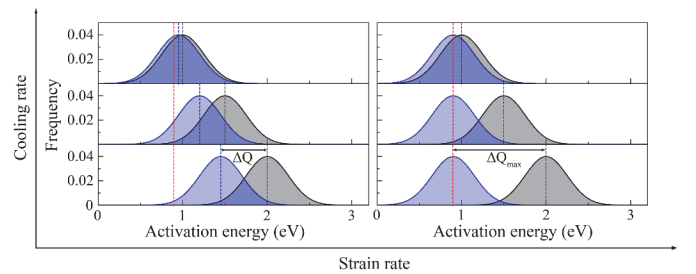 Cooling rate
Frequency
0.04
0.02
0.04
0.02
0.04
0.02
0
ΔQ
ΔQmax
0 1 2 3 0 1 2 3
Activation energy (eV) Activation energy (eV)
Strain rate